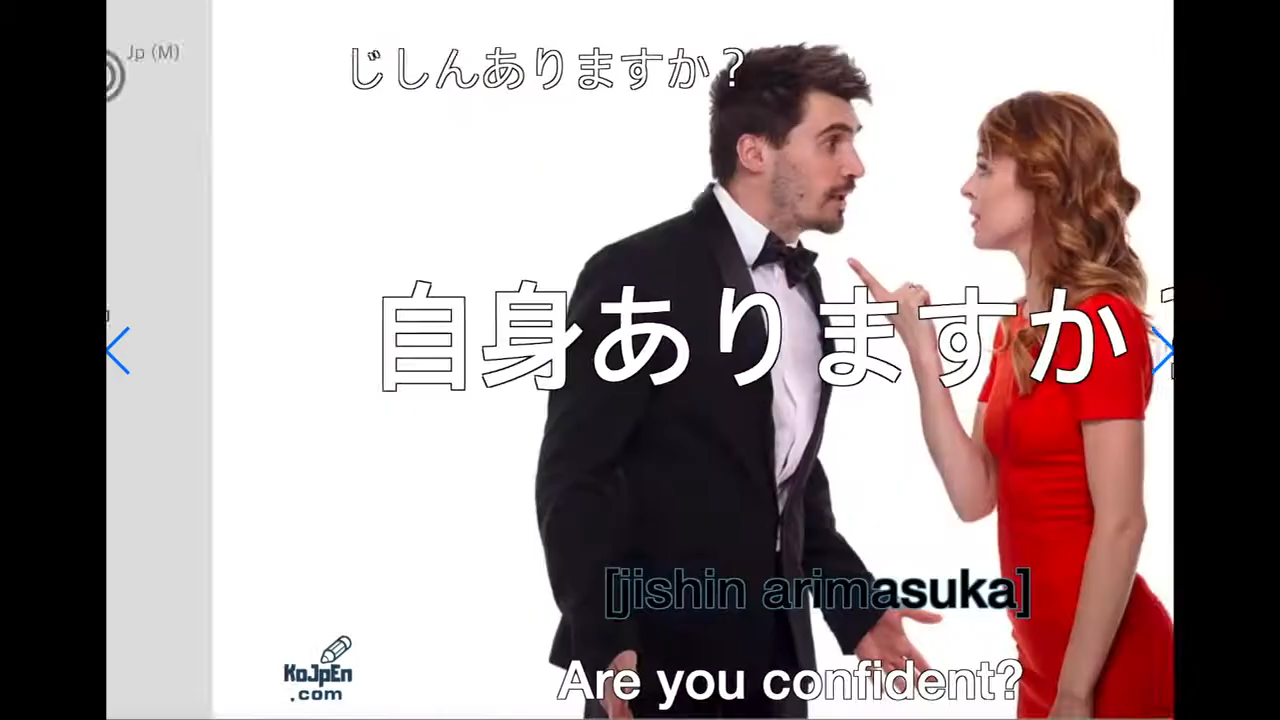 Jp (M)
じしんありますか？
自身ありますか？
[jishin arimasuka]
Are you confident?
KoJpEn
.com